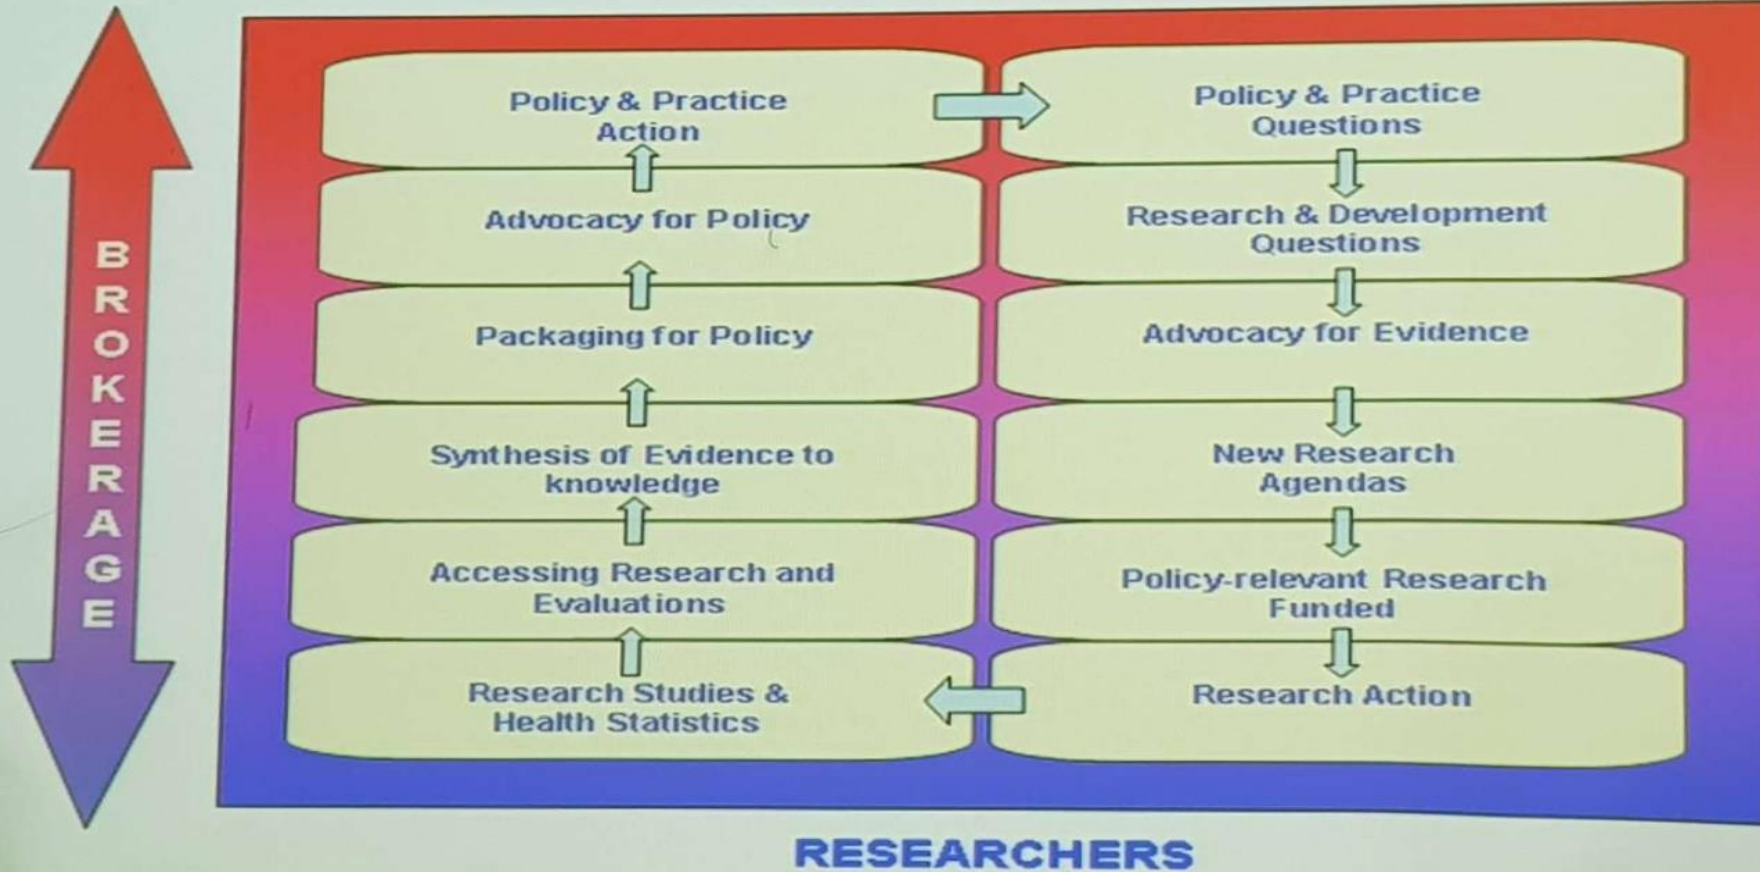 BROKERAGE
Policy & Practice
Action
Policy & Practice
Questions
Advocacy for Policy
Research & Development
Questions
Packaging for Policy
Advocacy for Evidence
Synthesis of Evidence to
knowledge
New Research
Agendas
Accessing Research and
Evaluations
Policy-relevant Research
Funded
Research Studies &
Health Statistics
Research Action
RESEARCHERS